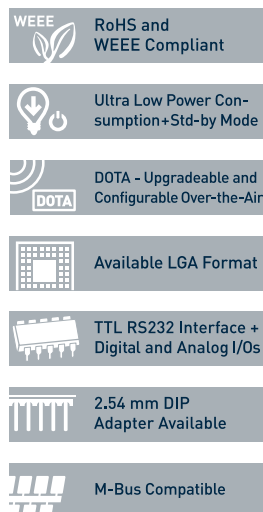 WEEE
RoHS and
WEEE Compliant
Ultra Low Power Con-
sumption+Std-by Mode
DOTA
DOTA - Upgradeable and
Configurable Over-the-Air
Available LGA Format
TTL RS232 Interface +
Digital and Analog I/Os
2.54 mm DIP
Adapter Available
M-Bus Compatible